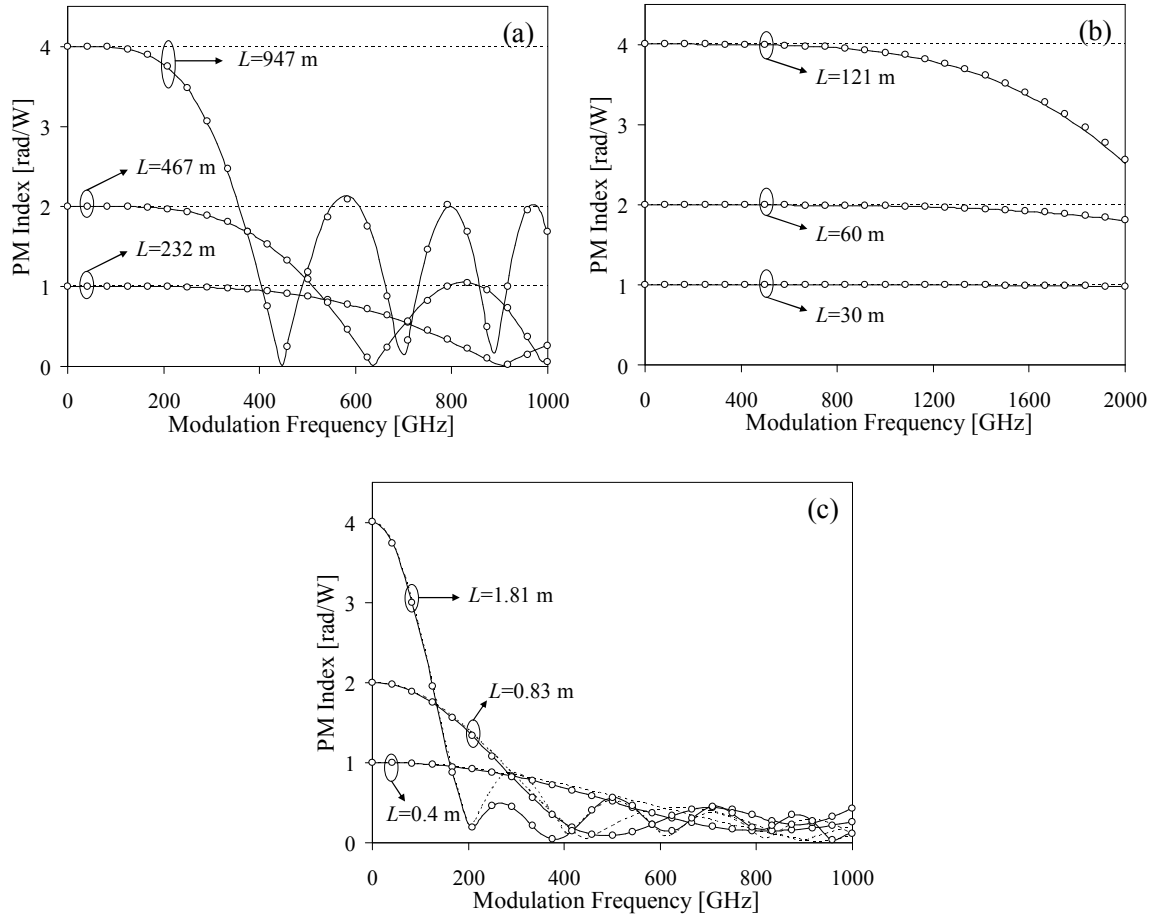 (a)
PM Index [rad/W]
4
3
2
1
0
L=947 m
L=467 m
L=232 m
0 200 400 600 800 1000
Modulation Frequency [GHz]
(b)
PM Index [rad/W]
4
3
2
1
0
L=121 m
L=60 m
L=30 m
0 400 800 1200 1600 2000
Modulation Frequency [GHz]
(c)
PM Index [rad/W]
4
3
2
1
0
L=1.81 m
L=0.83 m
L=0.4 m
0 200 400 600 800 1000
Modulation Frequency [GHz]